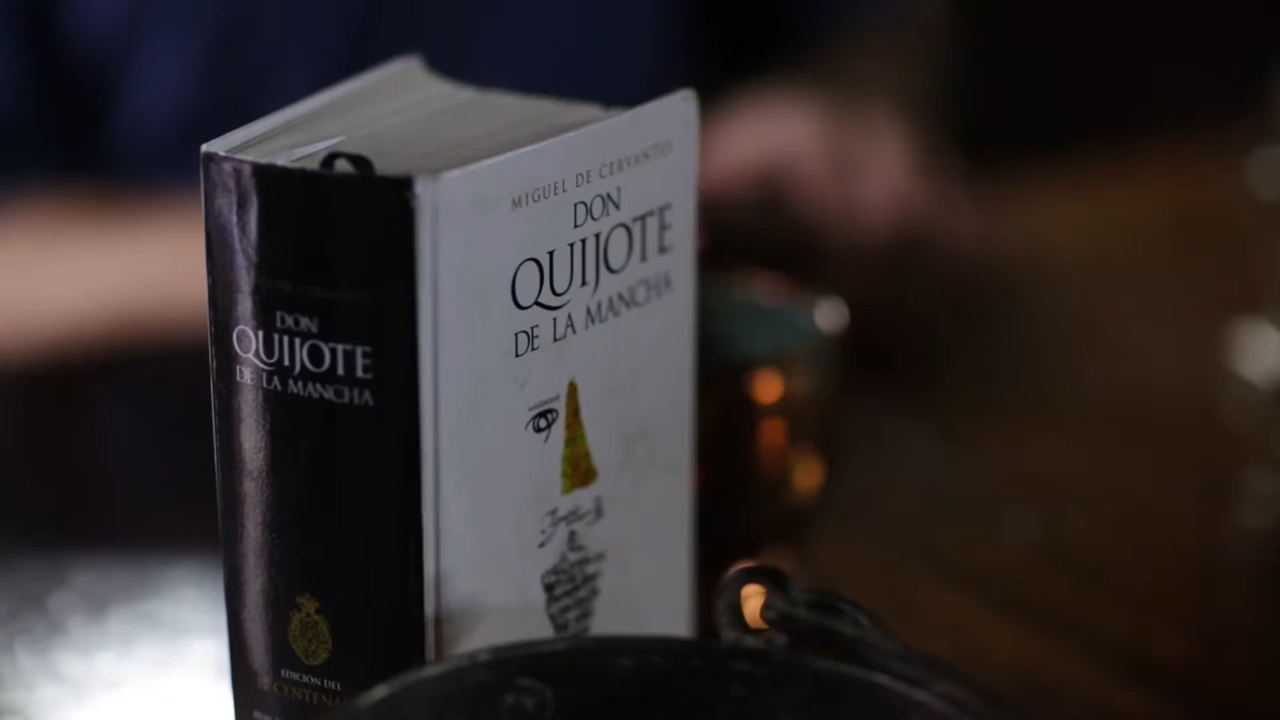 DON
QUIJOTE
DE LA MANCHA
EDICIÓN DEL
MIGUEL DE CERVANTES
DON
QUIJOTE
DE LA MANCHA